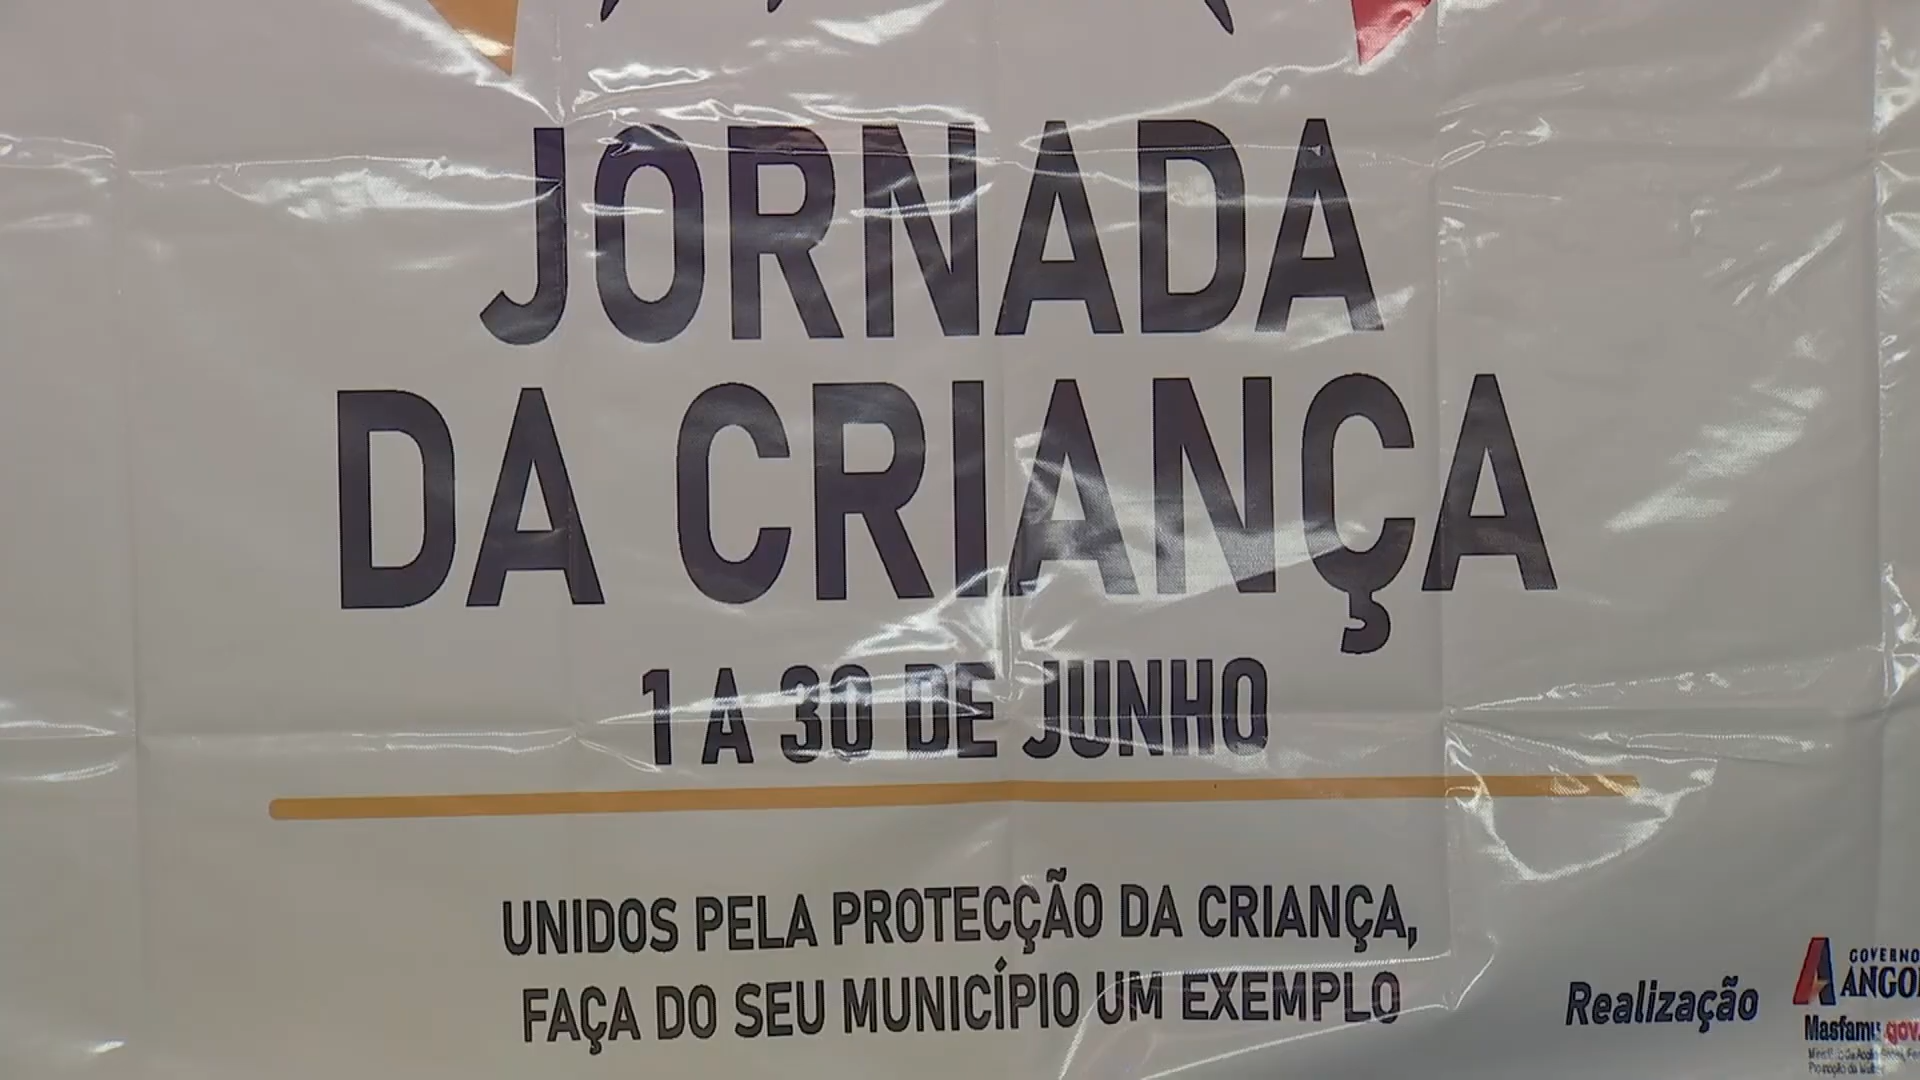 JORNADA
DA CRIANÇA
1 A 30 DE JUNHO
UNIDOS PELA PROTECÇÃO DA CRIANÇA,
FAÇA DO SEU MUNICÍPIO UM EXEMPLO
Realização
GOVERNO